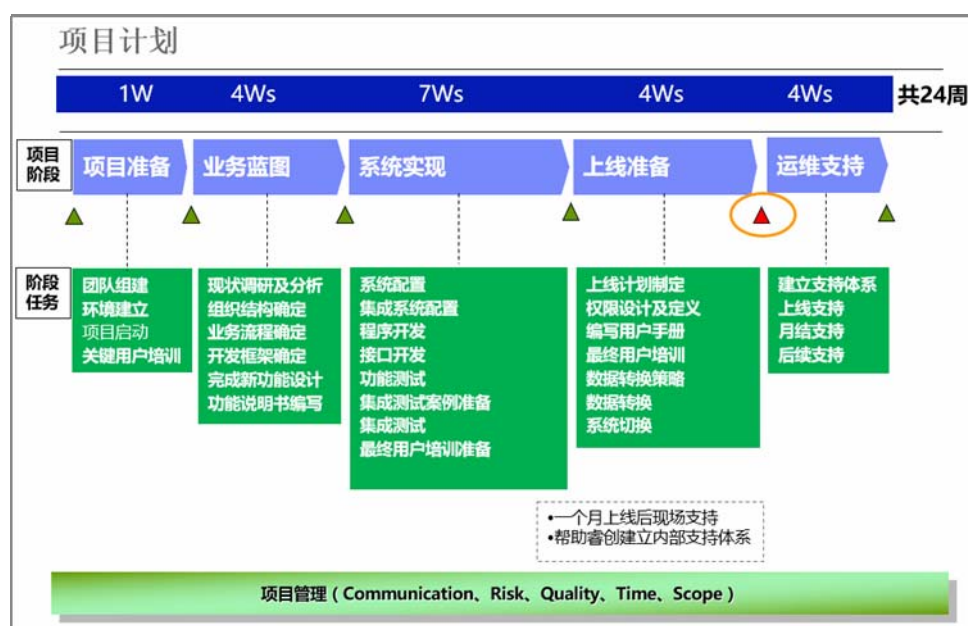 项目计划
1W
4Ws
7Ws
4Ws
4Ws
共24周
项目
阶段
项目准备
业务蓝图
系统实现
上线准备
运维支持
阶段
任务
团队组建
环境建立
项目启动
关键用户培训
现状调研及分析
组织结构确定
业务流程确定
开发框架确定
完成新功能设计
功能说明书编写
系统配置
集成系统配置
程序开发
接口开发
功能测试
集成测试案例准备
集成测试
最终用户培训准备
上线计划制定
权限设计及定义
编写用户手册
最终用户培训
数据转换策略
数据转换
系统切换
建立支持体系
上线支持
月结支持
后续支持
•一个月上线后现场支持
•帮助睿创建立内部支持体系
项目管理（Communication、Risk、Quality、Time、Scope）